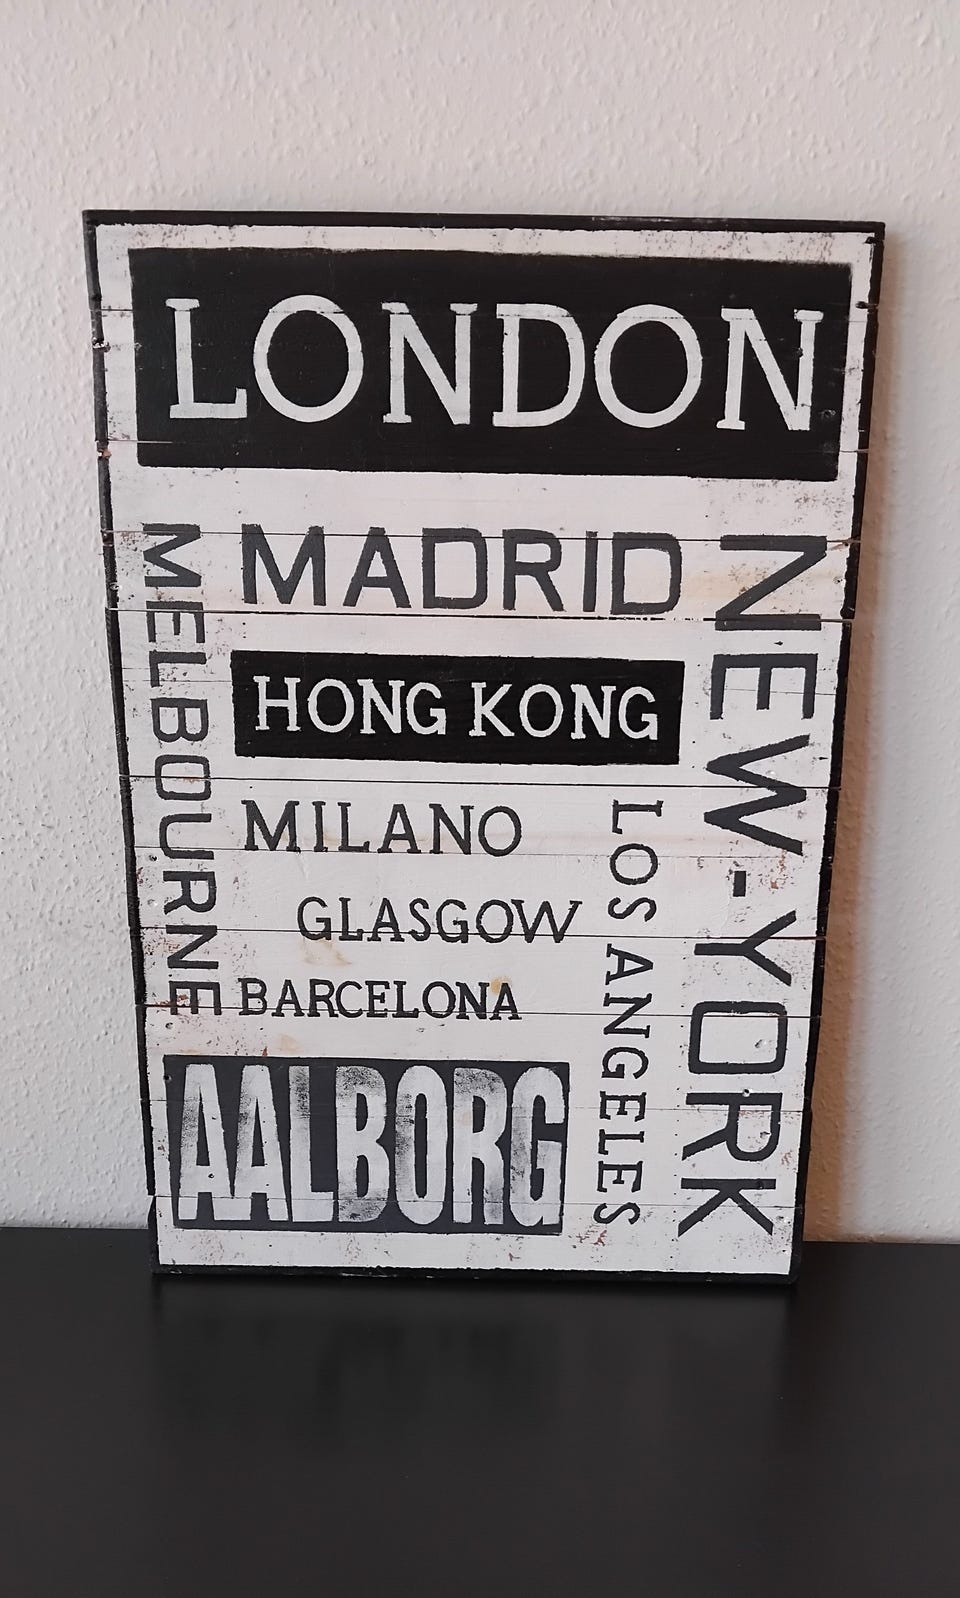 LONDON
MELBOURNE
MADRID
NEW-YORK
HONG KONG
MILANO
LOS ANGELES
GLASGOW
BARCELONA
AALBORG